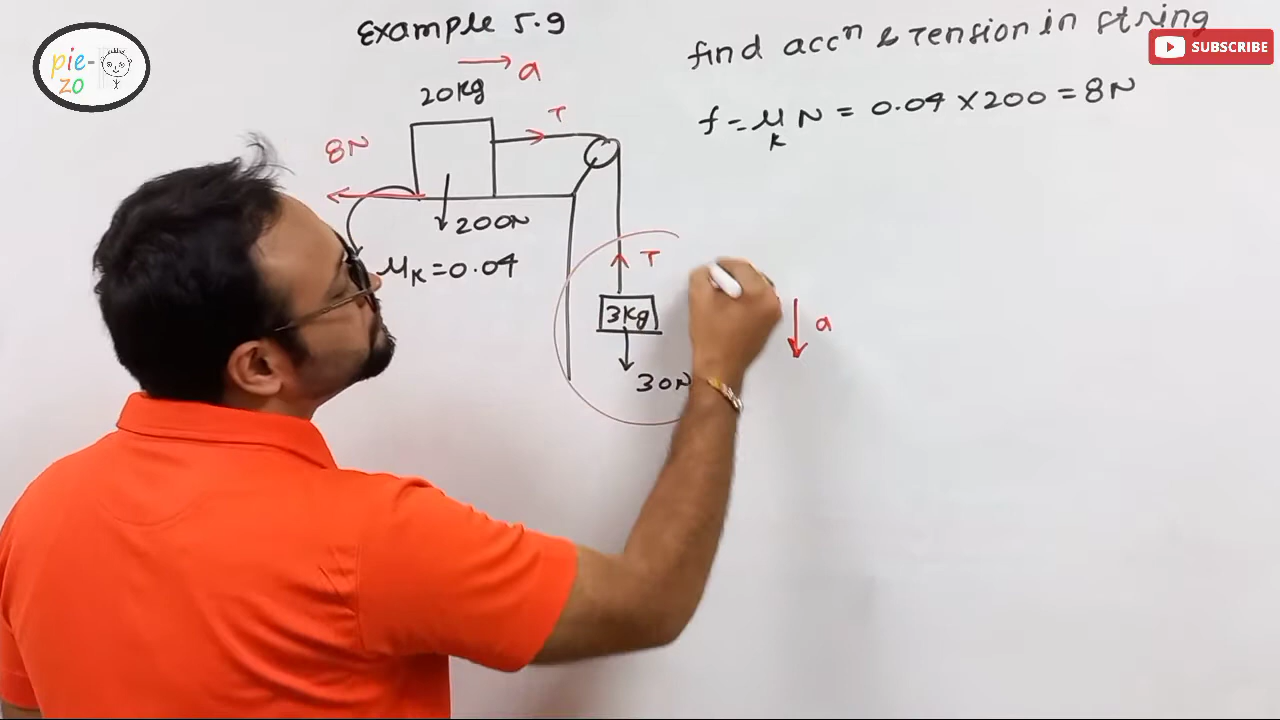 pie-
zo
Example 5.9
find accⁿ & Tension in string
SUBSCRIBE
a
20Kg
T
f = μₖ N = 0.04 × 200 = 8N
8N
200N
μₖ = 0.04
T
3Kg
a
30N